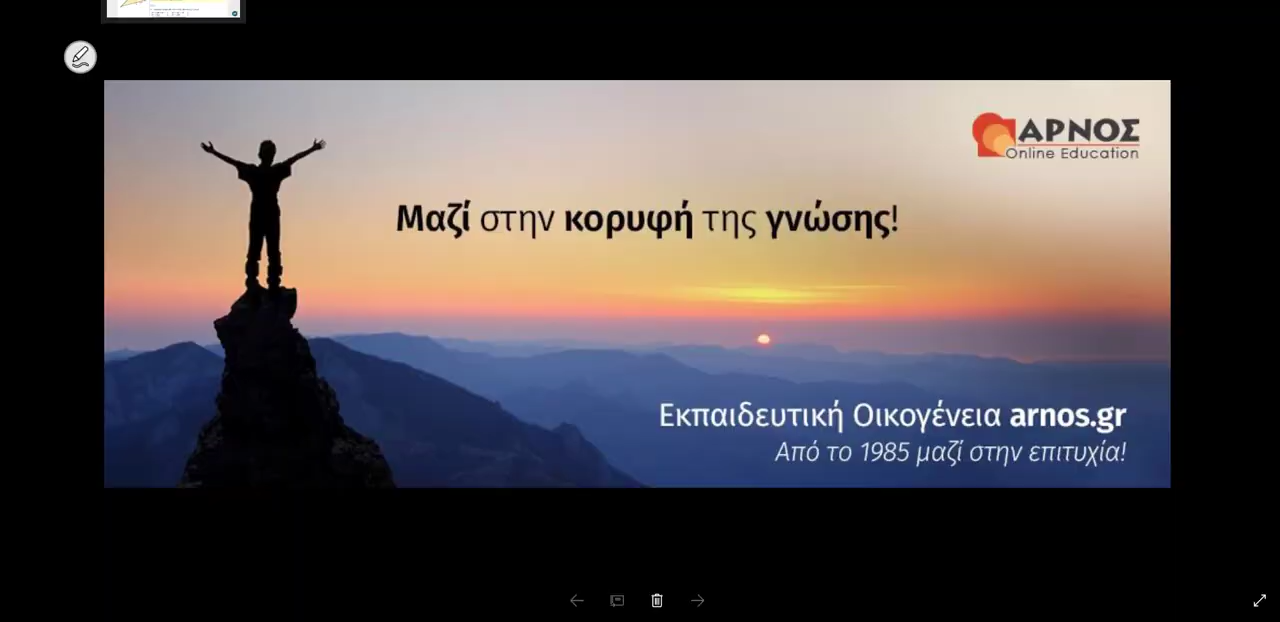 ΑΡΝΟΣ
Online Education
Μαζί στην κορυφή της γνώσης!
Εκπαιδευτική Οικογένεια arnos.gr
Από το 1985 μαζί στην επιτυχία!